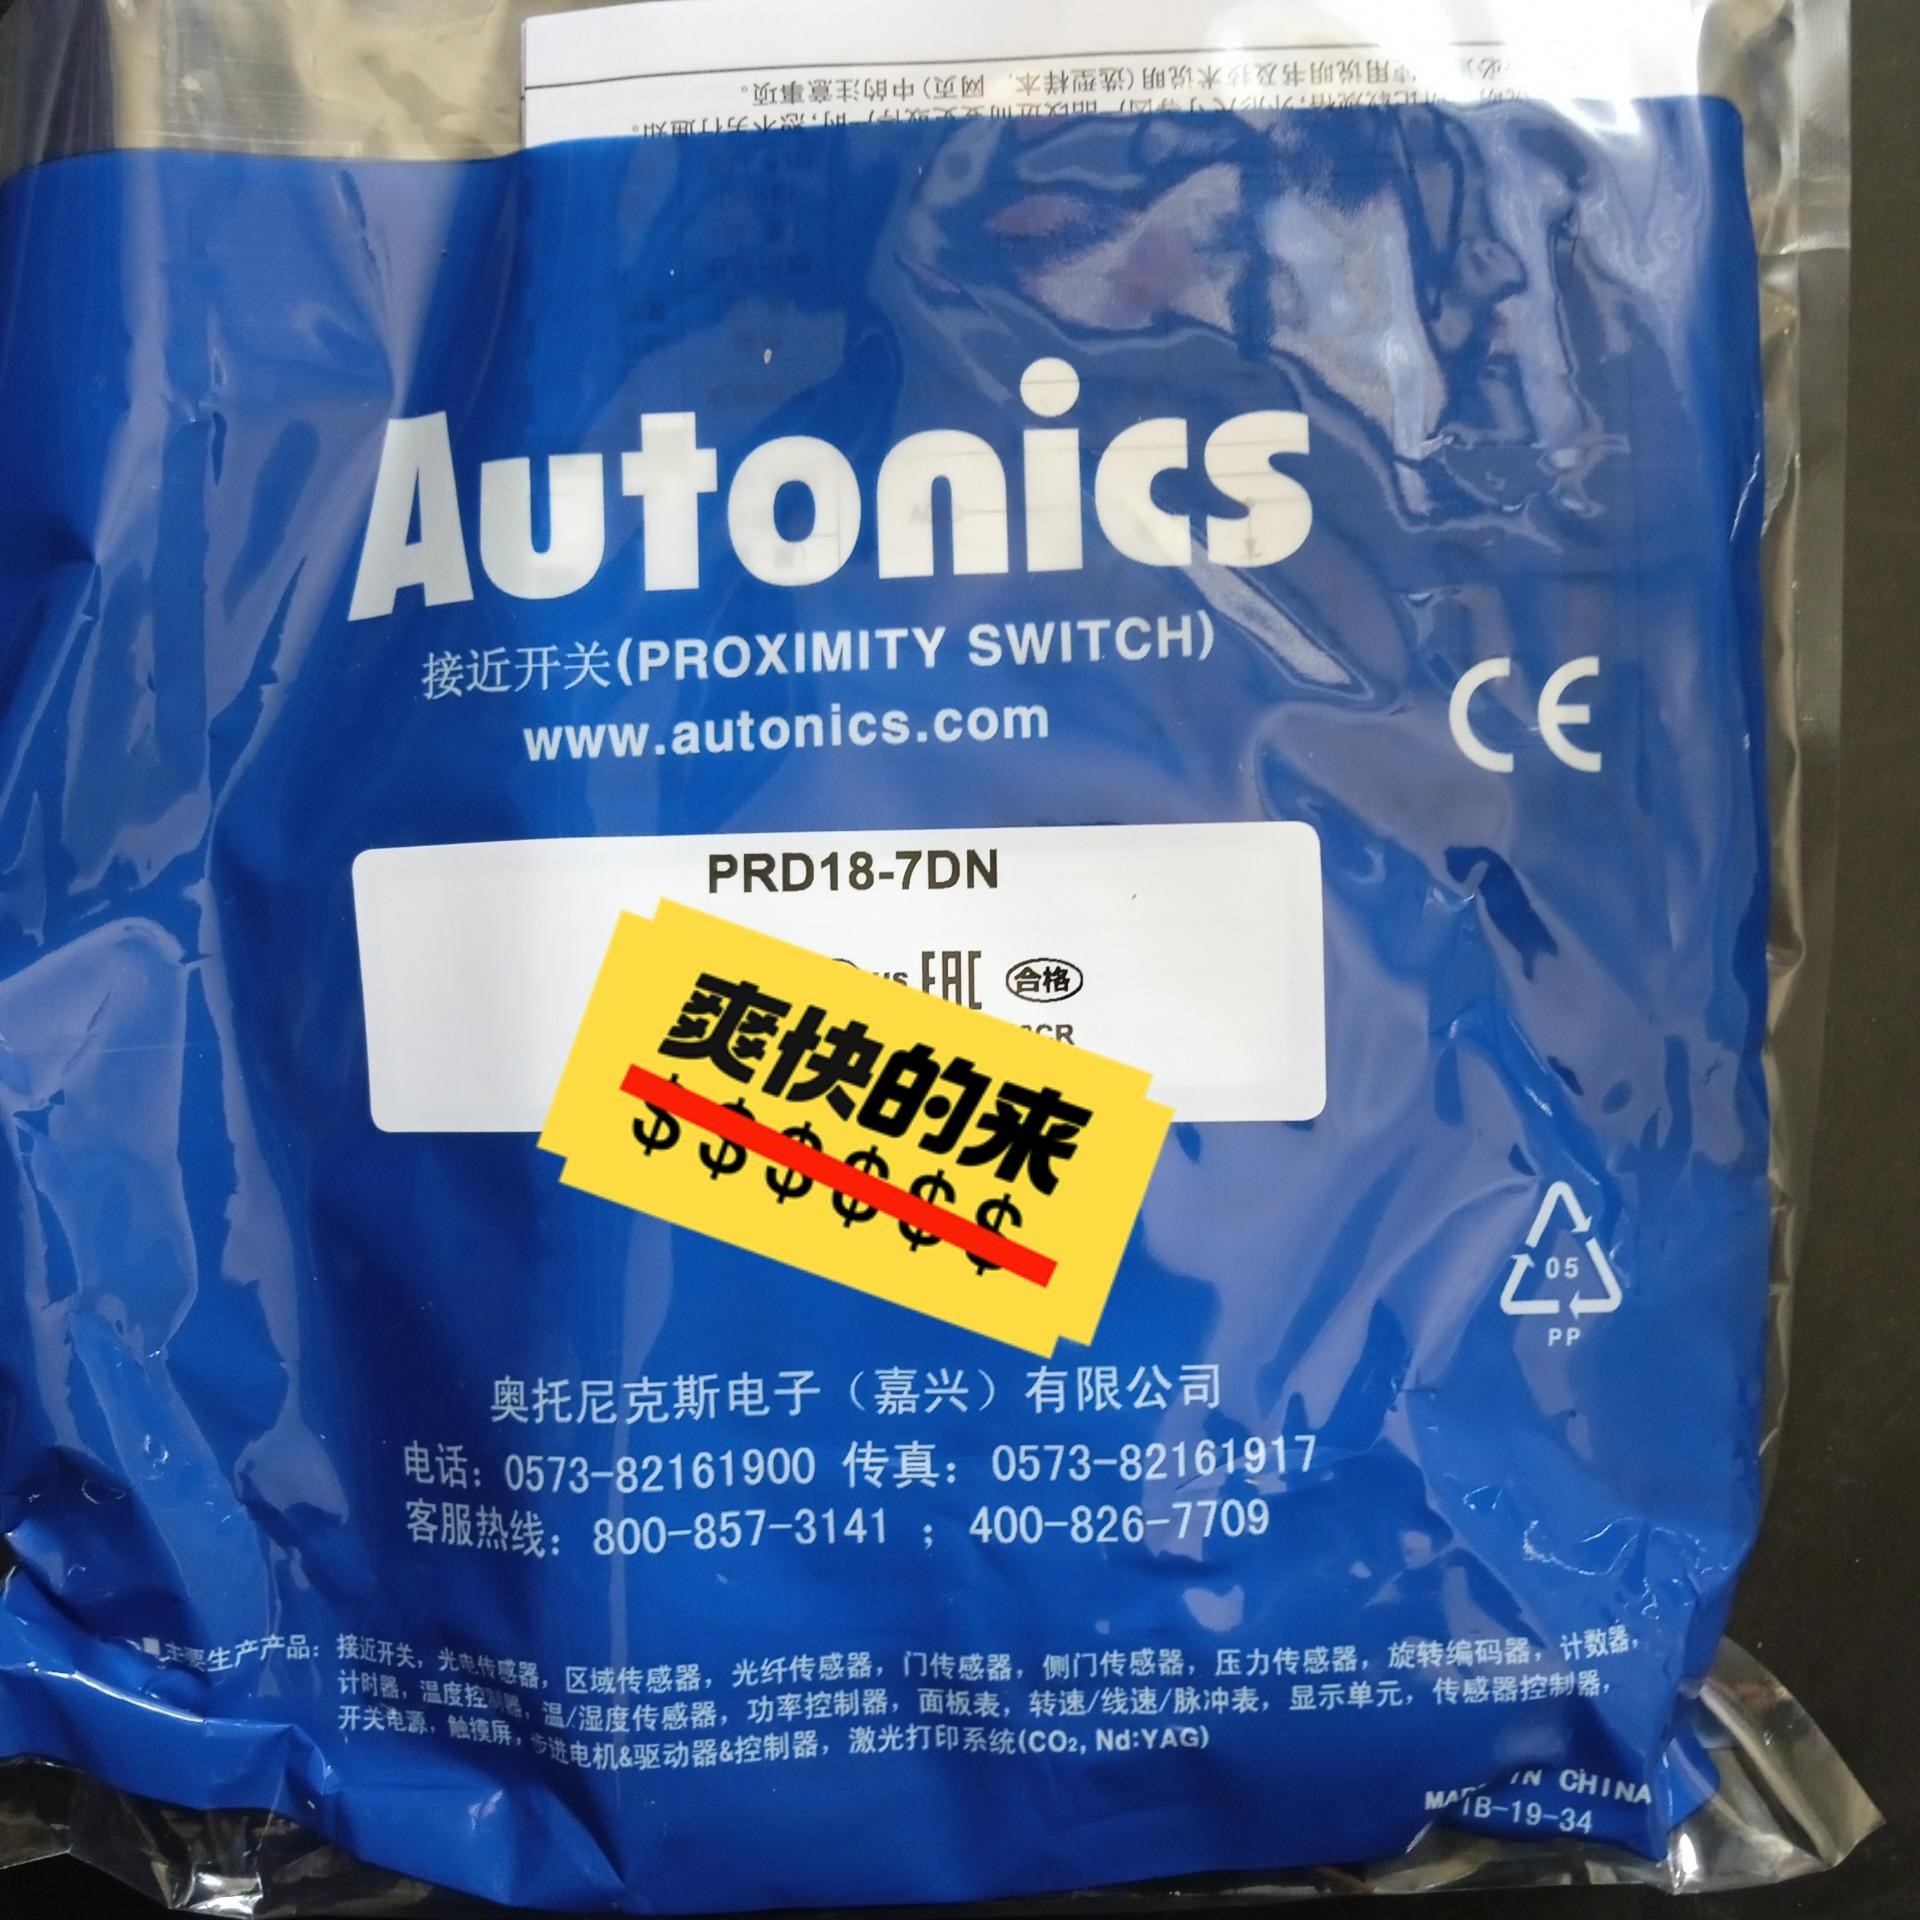 Autonics
接近开关(PROXIMITY SWITCH)
www.autonics.com
CE
PRD18-7DN
US EAC 合格
CR
爽快的来
$$$$$$
05
PP
奥托尼克斯电子（嘉兴）有限公司
电话：0573-82161900 传真：0573-82161917
客服热线：800-857-3141 ；400-826-7709
主要生产产品：接近开关，光电传感器，区域传感器，光纤传感器，门传感器，侧门传感器，压力传感器，旋转编码器，计数器，
计时器，温度控制器，温/湿度传感器，功率控制器，面板表，转速/线速/脉冲表，显示单元，传感器控制器，
开关电源，触摸屏，步进电机&驱动器&控制器，激光打印系统(CO₂, Nd:YAG)
MADE IN CHINA
1B-19-34